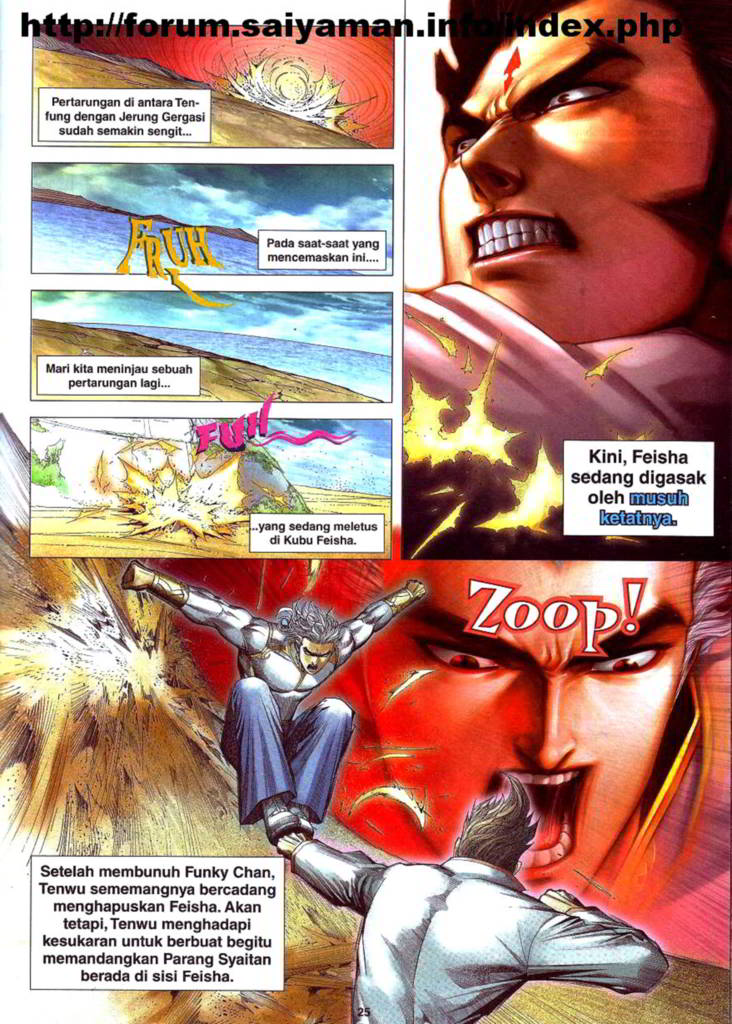 http://forum.saiyaman.info/index.php
Pertarungan di antara Ten-
fung dengan Jerung Gergasi
sudah semakin sengit...
FRUH
Pada saat-saat yang
mencemaskan ini....
Mari kita meninjau sebuah
pertarungan lagi...
FUH
...yang sedang meletus
di Kubu Feisha.
Kini, Feisha
sedang digasak
oleh musuh
ketatnya.
Zoop!
Setelah membunuh Funky Chan,
Tenwu sememangnya bercadang
menghapuskan Feisha. Akan
tetapi, Tenwu menghadapi
kesukaran untuk berbuat begitu
memandangkan Parang Syaitan
berada di sisi Feisha.
25